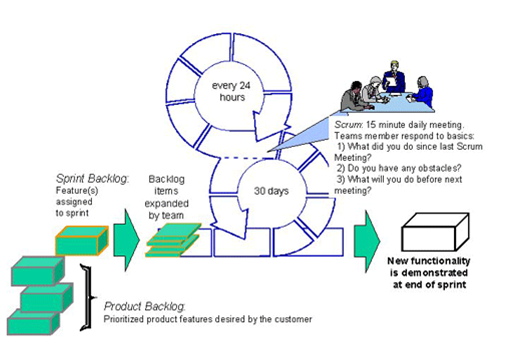 every 24
hours
Scrum: 15 minute daily meeting.
Teams member respond to basics:
1) What did you do since last Scrum
Meeting?
2) Do you have any obstacles?
3) What will you do before next
meeting?
Sprint Backlog:
Feature(s)
assigned
to sprint
Backlog
items
expanded
by team
30 days
New functionality
is demonstrated
at end of sprint
Product Backlog:
Prioritized product features desired by the customer